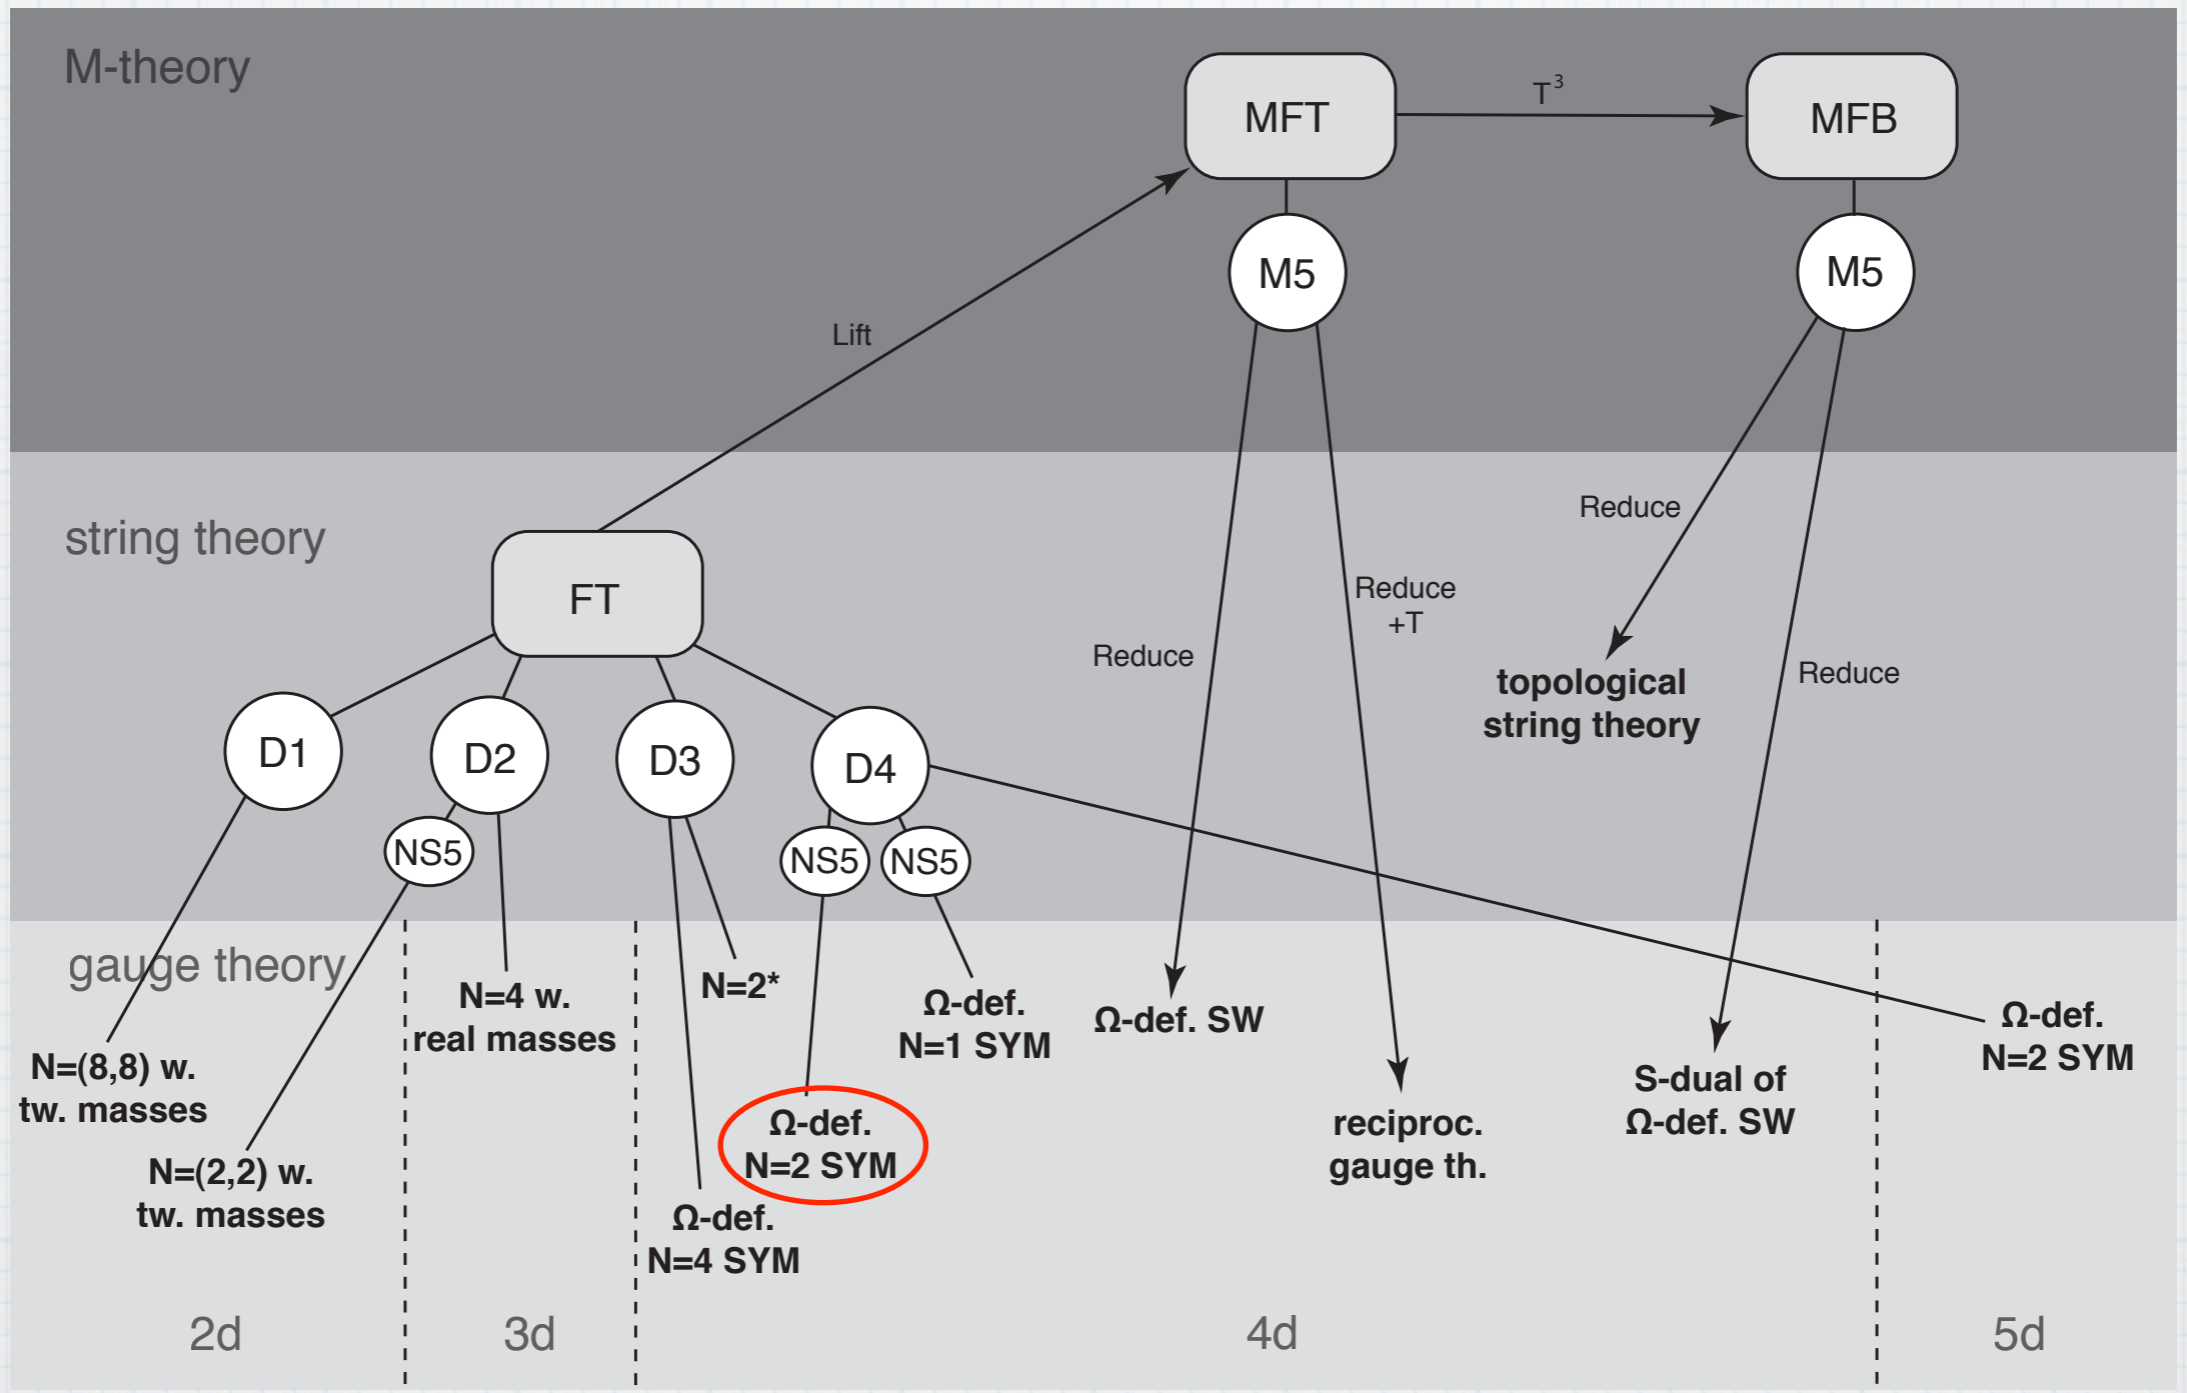 M-theory
MFT
T³
MFB
M5
M5
Lift
string theory
FT
Reduce
Reduce
+T
Reduce
topological
string theory
Reduce
D1
D2
D3
D4
NS5
NS5
NS5
gauge theory
N=(8,8) w.
tw. masses
N=(2,2) w.
tw. masses
N=4 w.
real masses
N=2*
Ω-def.
N=1 SYM
Ω-def.
N=2 SYM
Ω-def.
N=4 SYM
Ω-def. SW
reciproc.
gauge th.
S-dual of
Ω-def. SW
Ω-def.
N=2 SYM
2d
3d
4d
5d